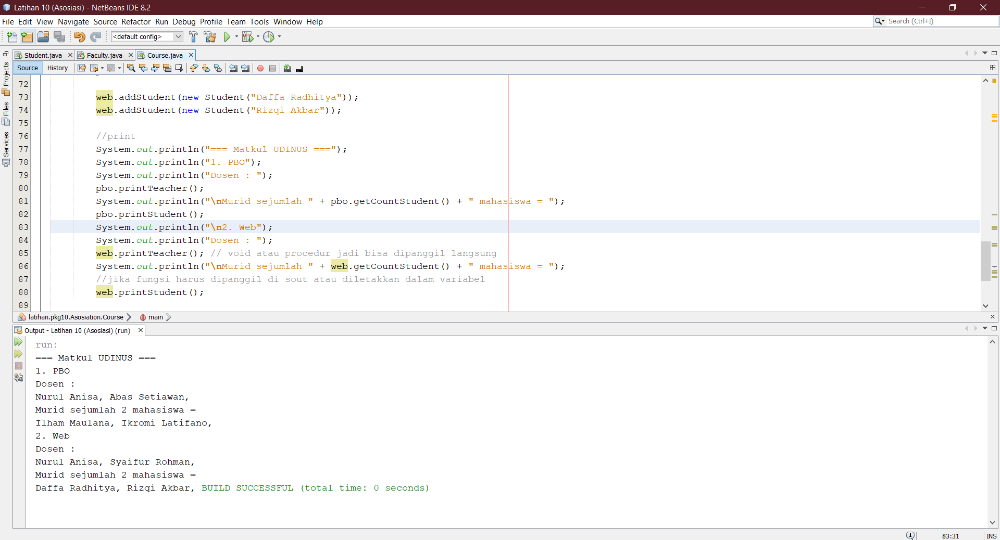 Latihan 10 (Asosiasi) - NetBeans IDE 8.2
File Edit View Navigate Source Refactor Run Debug Profile Team Tools Window Help
Search (Ctrl+I)
<default config>
Student.java Faculty.java Course.java
Source History
Projects
Files
Services
72
73 web.addStudent(new Student("Daffa Radhitya"));
74 web.addStudent(new Student("Rizqi Akbar"));
75
76 //print
77 System.out.println("=== Matkul UDINUS ===");
78 System.out.println("1. PBO");
79 System.out.println("Dosen : ");
80 pbo.printTeacher();
81 System.out.println("\nMurid sejumlah " + pbo.getCountStudent() + " mahasiswa = ");
82 pbo.printStudent();
83 System.out.println("\n2. Web");
84 System.out.println("Dosen : ");
85 web.printTeacher(); // void atau procedur jadi bisa dipanggil langsung
86 System.out.println("\nMurid sejumlah " + web.getCountStudent() + " mahasiswa = ");
87 //jika fungsi harus dipanggil di sout atau diletakkan dalam variabel
88 web.printStudent();
89
latihan.pkg10.Asosiation.Course main
Output - Latihan 10 (Asosiasi) (run)
run:
=== Matkul UDINUS ===
1. PBO
Dosen :
Nurul Anisa, Abas Setiawan,
Murid sejumlah 2 mahasiswa =
Ilham Maulana, Ikromi Latifano,
2. Web
Dosen :
Nurul Anisa, Syaifur Rohman,
Murid sejumlah 2 mahasiswa =
Daffa Radhitya, Rizqi Akbar, BUILD SUCCESSFUL (total time: 0 seconds)
1 83:31 INS